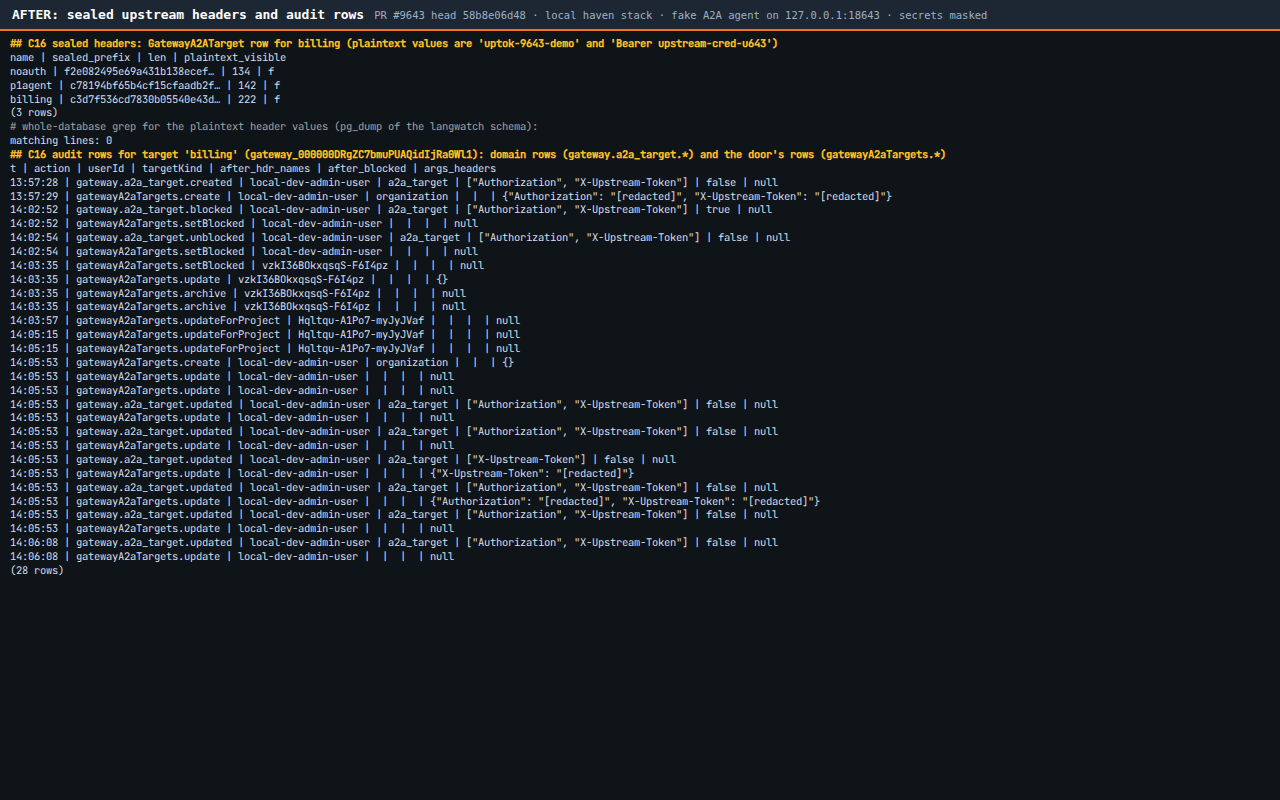 AFTER: sealed upstream headers and audit rows PR #9643 head 58b8e06d48 · local haven stack · fake A2A agent on 127.0.0.1:18643 · secrets masked
## C16 sealed headers: GatewayA2ATarget row for billing (plaintext values are 'uptok-9643-demo' and 'Bearer upstream-cred-u643')
name | sealed_prefix | len | plaintext_visible
noauth | f2e082495e69a431b138ecef… | 134 | f
p1agent | c78194bf65b4cf15cfaadb2f… | 142 | f
billing | c3d7f536cd7830b05540e43d… | 222 | f
(3 rows)
# whole-database grep for the plaintext header values (pg_dump of the langwatch schema):
matching lines: 0
## C16 audit rows for target 'billing' (gateway_000000DRgZC7bmuPUAQidIjRa0Wl1): domain rows (gateway.a2a_target.*) and the door's rows (gatewayA2aTargets.*)
t | action | userId | targetKind | after_hdr_names | after_blocked | args_headers
13:57:28 | gateway.a2a_target.created | local-dev-admin-user | a2a_target | ["Authorization", "X-Upstream-Token"] | false | null
13:57:29 | gatewayA2aTargets.create | local-dev-admin-user | organization |  |  | {"Authorization": "[redacted]", "X-Upstream-Token": "[redacted]"}
14:02:52 | gateway.a2a_target.blocked | local-dev-admin-user | a2a_target | ["Authorization", "X-Upstream-Token"] | true | null
14:02:52 | gatewayA2aTargets.setBlocked | local-dev-admin-user |  |  |  | null
14:02:54 | gateway.a2a_target.unblocked | local-dev-admin-user | a2a_target | ["Authorization", "X-Upstream-Token"] | false | null
14:02:54 | gatewayA2aTargets.setBlocked | local-dev-admin-user |  |  |  | null
14:03:35 | gatewayA2aTargets.setBlocked | vzkI36BOkxqsqS-F6I4pz |  |  |  | null
14:03:35 | gatewayA2aTargets.update | vzkI36BOkxqsqS-F6I4pz |  |  |  | {}
14:03:35 | gatewayA2aTargets.archive | vzkI36BOkxqsqS-F6I4pz |  |  |  | null
14:03:35 | gatewayA2aTargets.archive | vzkI36BOkxqsqS-F6I4pz |  |  |  | null
14:03:57 | gatewayA2aTargets.updateForProject | Hqltqu-A1Po7-myJyJVaf |  |  |  | null
14:05:15 | gatewayA2aTargets.updateForProject | Hqltqu-A1Po7-myJyJVaf |  |  |  | null
14:05:15 | gatewayA2aTargets.updateForProject | Hqltqu-A1Po7-myJyJVaf |  |  |  | null
14:05:53 | gatewayA2aTargets.create | local-dev-admin-user | organization |  |  | {}
14:05:53 | gatewayA2aTargets.update | local-dev-admin-user |  |  |  | null
14:05:53 | gatewayA2aTargets.update | local-dev-admin-user |  |  |  | null
14:05:53 | gateway.a2a_target.updated | local-dev-admin-user | a2a_target | ["Authorization", "X-Upstream-Token"] | false | null
14:05:53 | gatewayA2aTargets.update | local-dev-admin-user |  |  |  | null
14:05:53 | gateway.a2a_target.updated | local-dev-admin-user | a2a_target | ["Authorization", "X-Upstream-Token"] | false | null
14:05:53 | gatewayA2aTargets.update | local-dev-admin-user |  |  |  | null
14:05:53 | gateway.a2a_target.updated | local-dev-admin-user | a2a_target | ["X-Upstream-Token"] | false | null
14:05:53 | gatewayA2aTargets.update | local-dev-admin-user |  |  |  | {"X-Upstream-Token": "[redacted]"}
14:05:53 | gateway.a2a_target.updated | local-dev-admin-user | a2a_target | ["Authorization", "X-Upstream-Token"] | false | null
14:05:53 | gatewayA2aTargets.update | local-dev-admin-user |  |  |  | {"Authorization": "[redacted]", "X-Upstream-Token": "[redacted]"}
14:05:53 | gateway.a2a_target.updated | local-dev-admin-user | a2a_target | ["Authorization", "X-Upstream-Token"] | false | null
14:05:53 | gatewayA2aTargets.update | local-dev-admin-user |  |  |  | null
14:06:08 | gateway.a2a_target.updated | local-dev-admin-user | a2a_target | ["Authorization", "X-Upstream-Token"] | false | null
14:06:08 | gatewayA2aTargets.update | local-dev-admin-user |  |  |  | null
(28 rows)